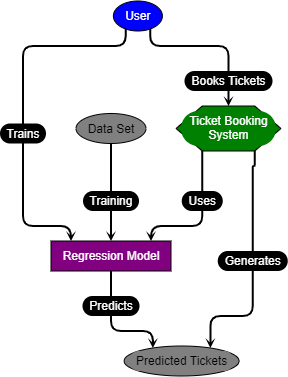 User
Books Tickets
Ticket Booking
System
Data Set
Trains
Training
Uses
Regression Model
Generates
Predicts
Predicted Tickets